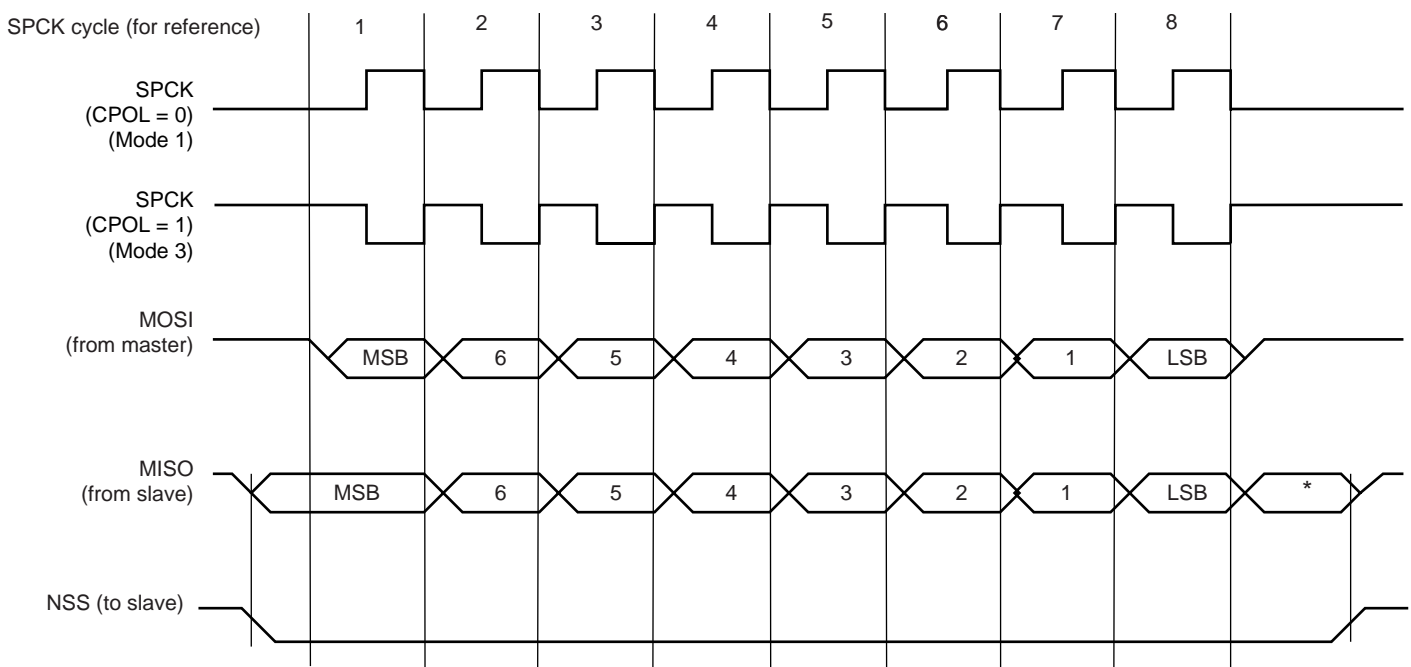 SPCK cycle (for reference) 1 2 3 4 5 6 7 8
SPCK
(CPOL = 0)
(Mode 1)
SPCK
(CPOL = 1)
(Mode 3)
MOSI
(from master)
MSB 6 5 4 3 2 1 LSB
MISO
(from slave)
MSB 6 5 4 3 2 1 LSB *
NSS (to slave)